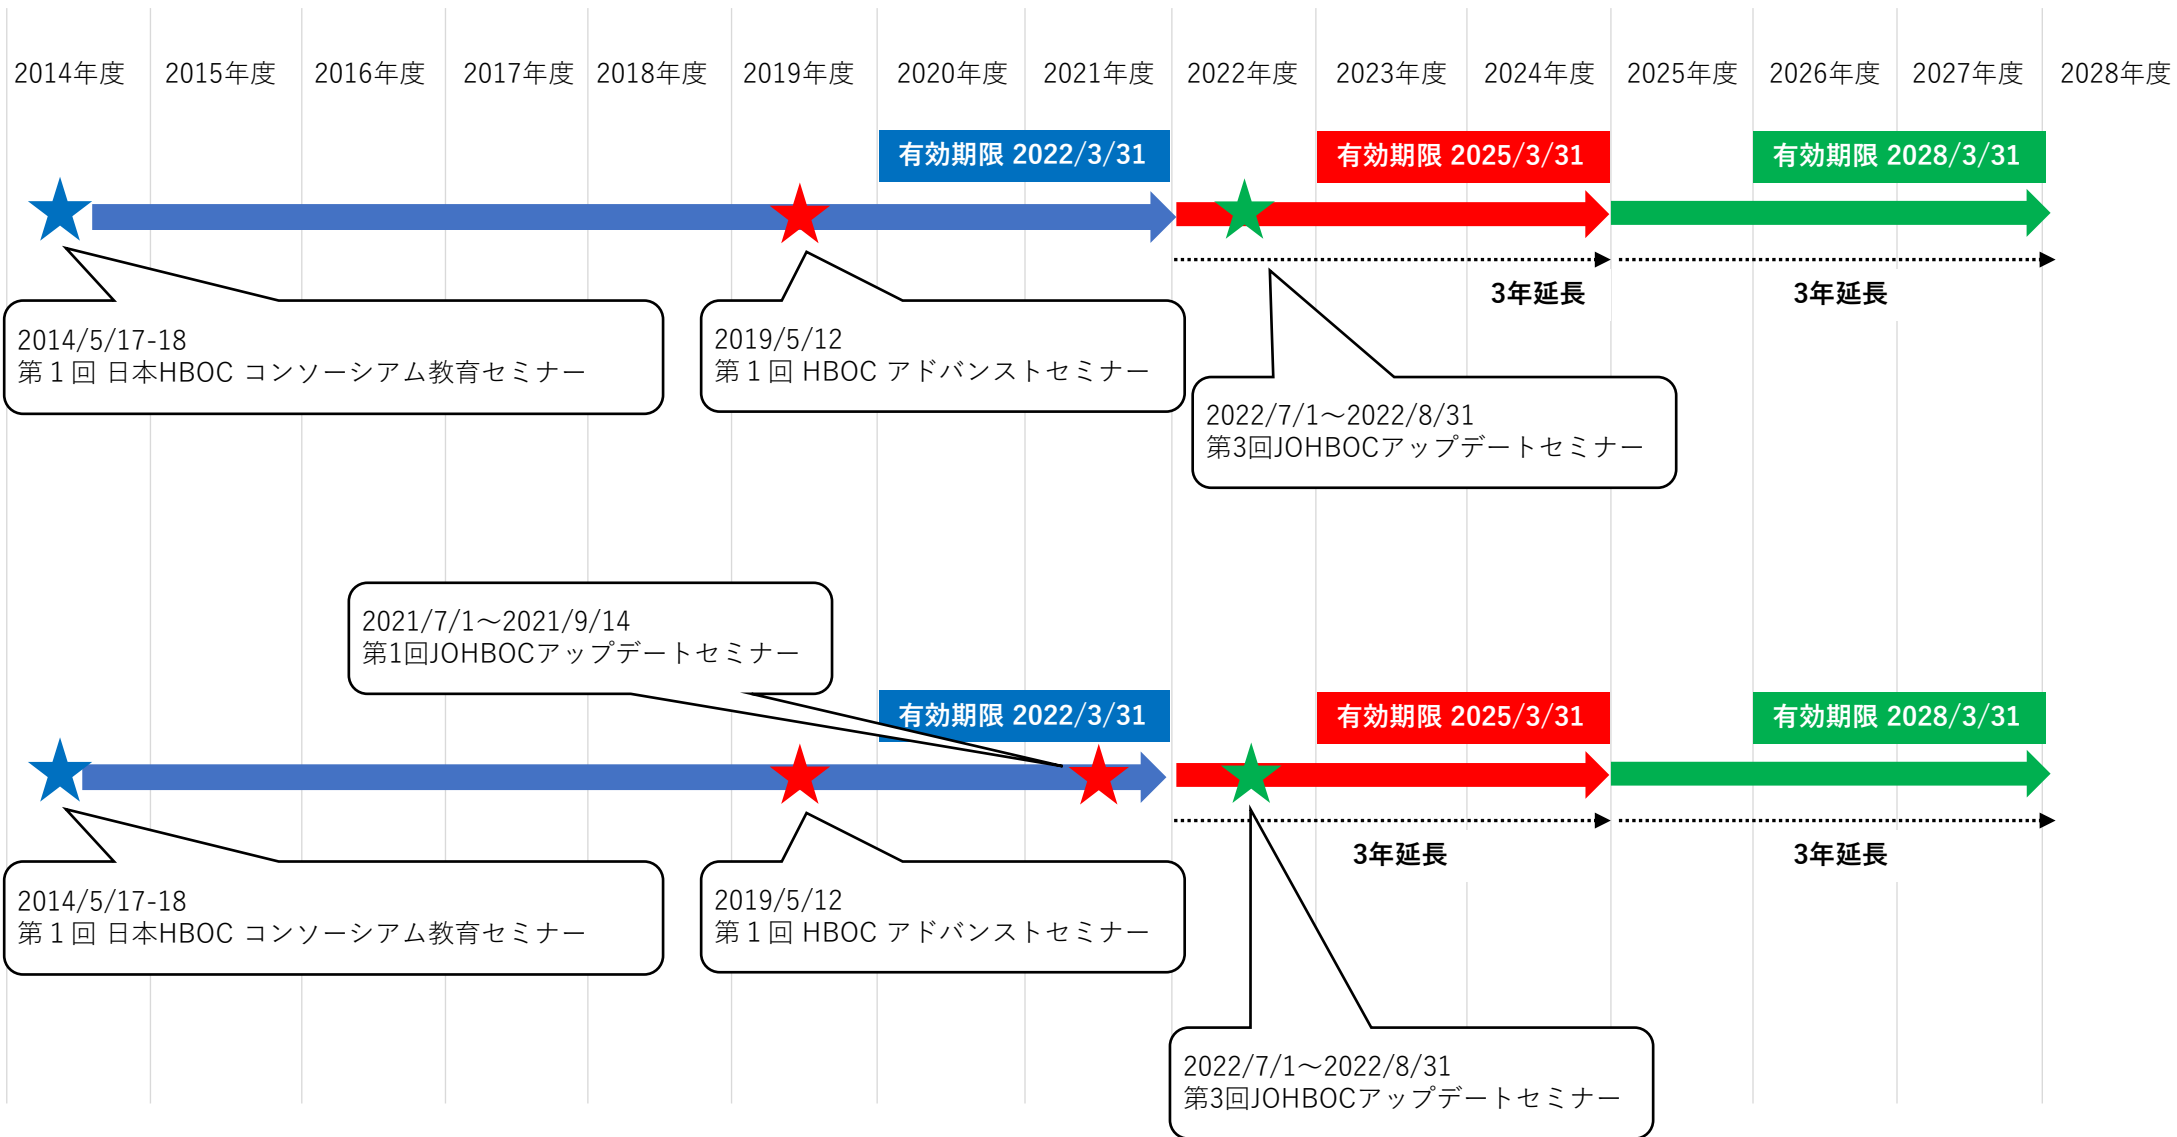 2014年度
2015年度
2016年度
2017年度
2018年度
2019年度
2020年度
2021年度
2022年度
2023年度
2024年度
2025年度
2026年度
2027年度
2028年度
有効期限 2022/3/31
有効期限 2025/3/31
有効期限 2028/3/31
3年延長
3年延長
2014/5/17-18
第１回 日本HBOC コンソーシアム教育セミナー
2019/5/12
第１回 HBOC アドバンストセミナー
2022/7/1～2022/8/31
第3回JOHBOCアップデートセミナー
2021/7/1～2021/9/14
第1回JOHBOCアップデートセミナー
有効期限 2022/3/31
有効期限 2025/3/31
有効期限 2028/3/31
3年延長
3年延長
2014/5/17-18
第１回 日本HBOC コンソーシアム教育セミナー
2019/5/12
第１回 HBOC アドバンストセミナー
2022/7/1～2022/8/31
第3回JOHBOCアップデートセミナー